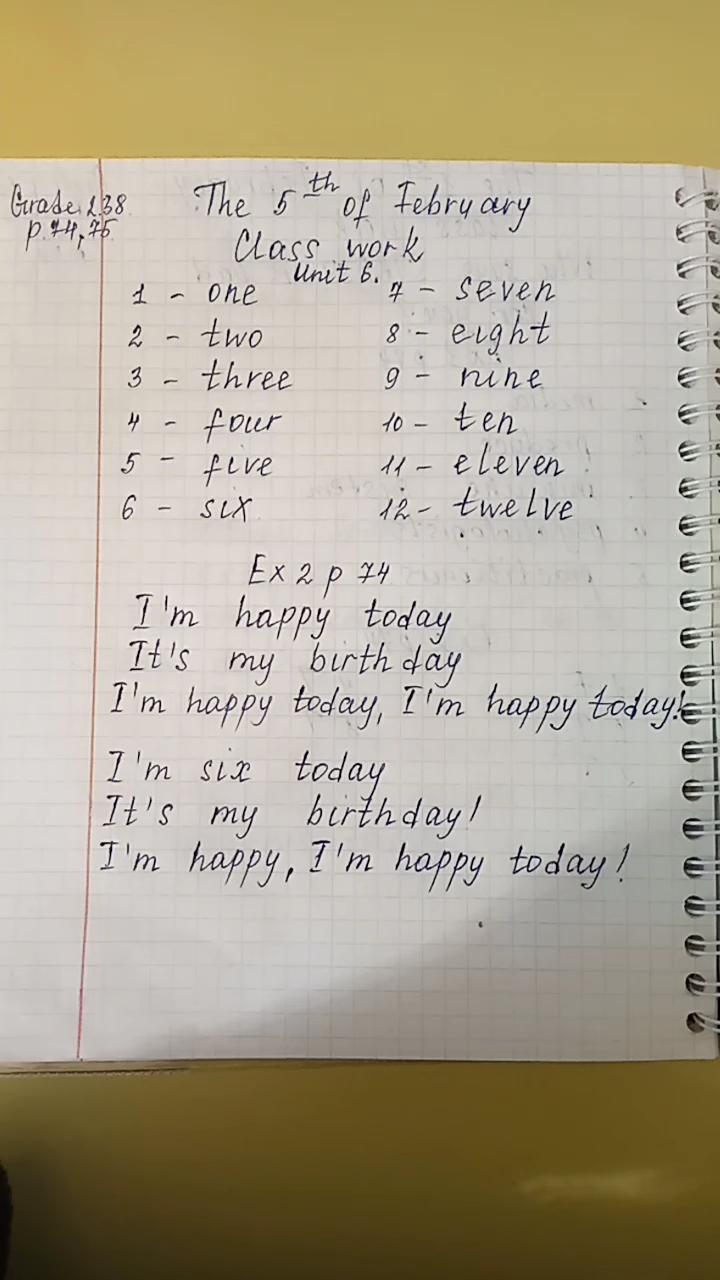 Grade 2.38
p. 74, 75
The 5th of February
Class work
Unit 6.
1 - one
2 - two
3 - three
4 - four
5 - five
6 - six
7 - seven
8 - eight
9 - nine
10 - ten
11 - eleven
12 - twelve
Ex 2 p 74
I'm happy today
It's my birthday
I'm happy today, I'm happy today!
I'm six today
It's my birthday!
I'm happy, I'm happy today!